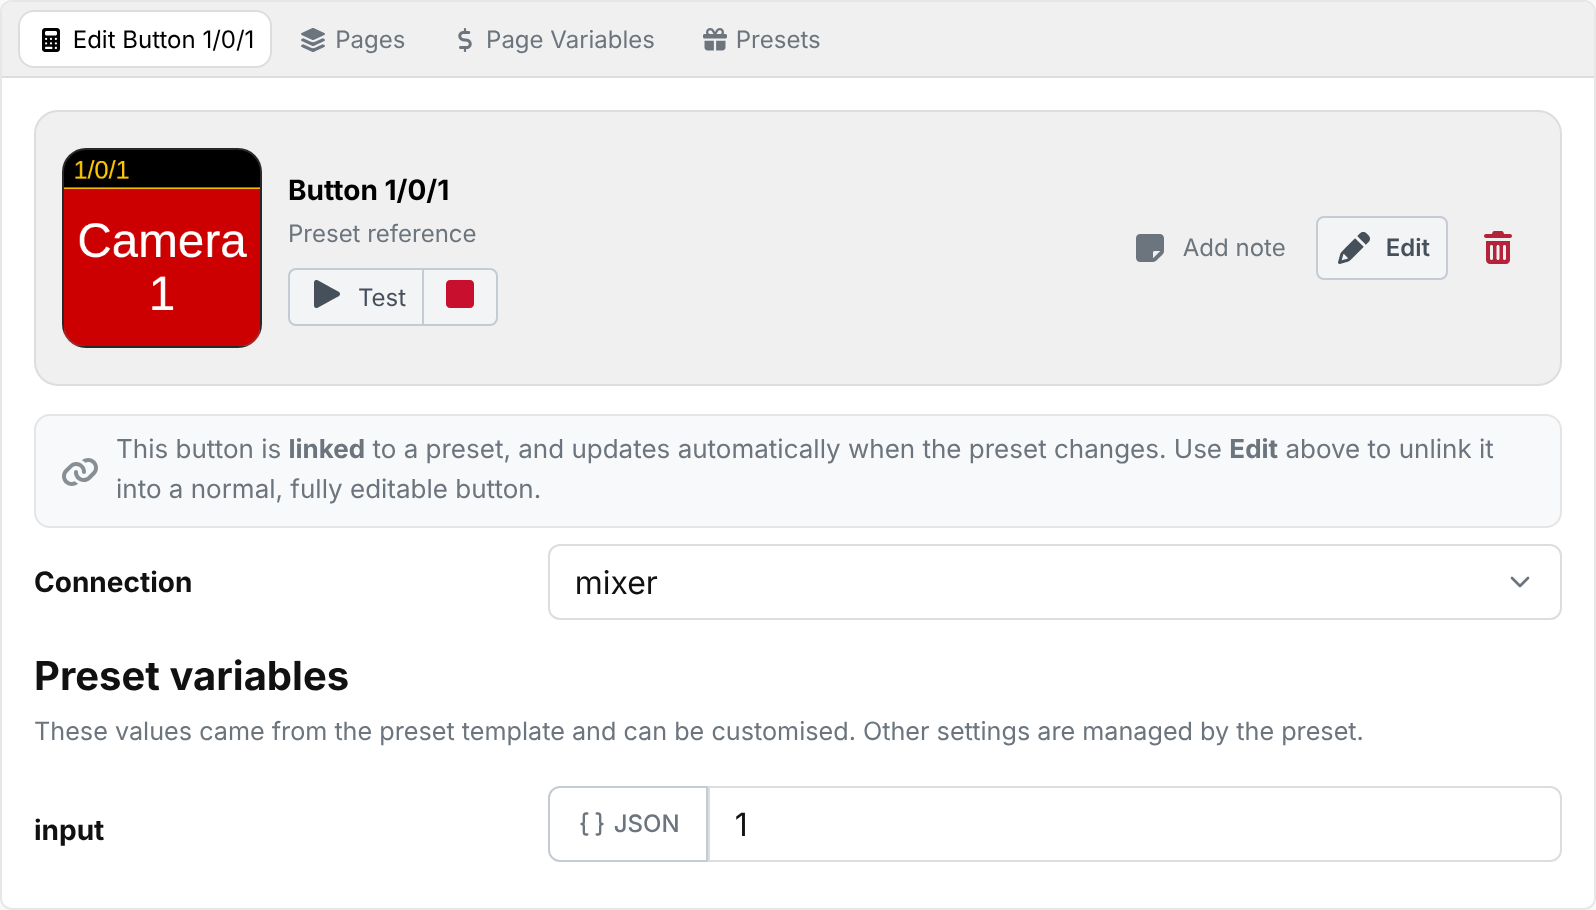 Edit Button 1/0/1
Pages
Page Variables
Presets
1/0/1
Camera
1
Button 1/0/1
Preset reference
Test
Add note
Edit
This button is linked to a preset, and updates automatically when the preset changes. Use Edit above to unlink it
into a normal, fully editable button.
Connection
mixer
Preset variables
These values came from the preset template and can be customised. Other settings are managed by the preset.
input
{ } JSON
1